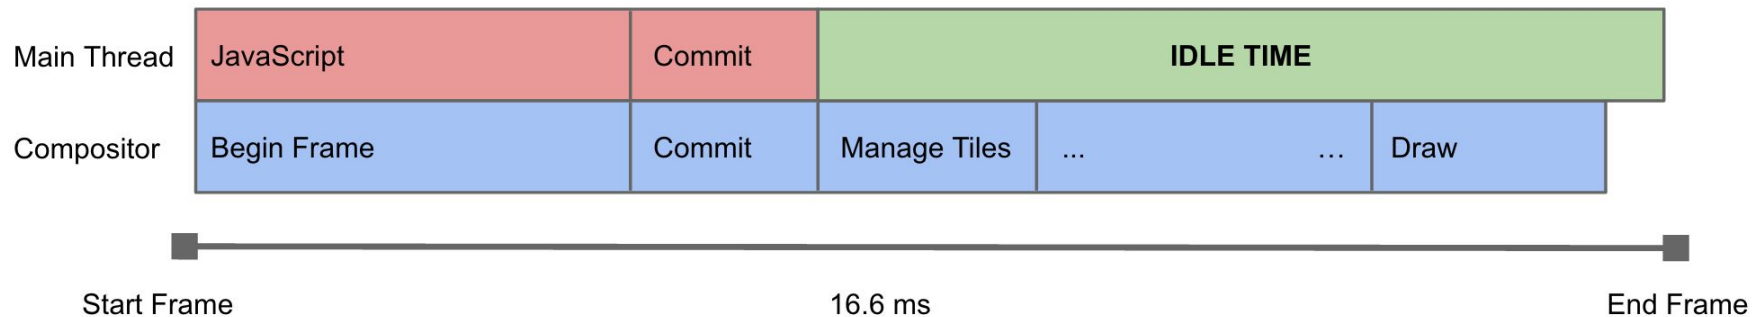 Main Thread JavaScript Commit IDLE TIME
Compositor Begin Frame Commit Manage Tiles ... ... Draw
Start Frame 16.6 ms End Frame